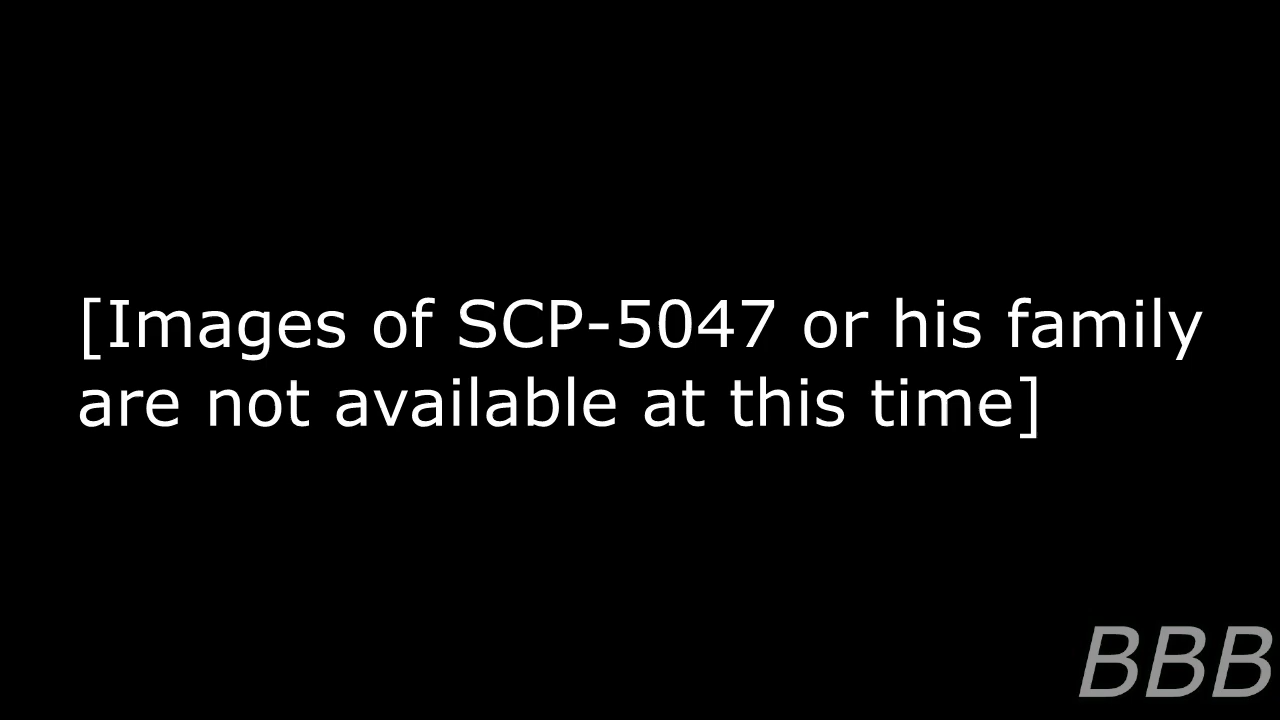 [Images of SCP-5047 or his family
are not available at this time]
BBB